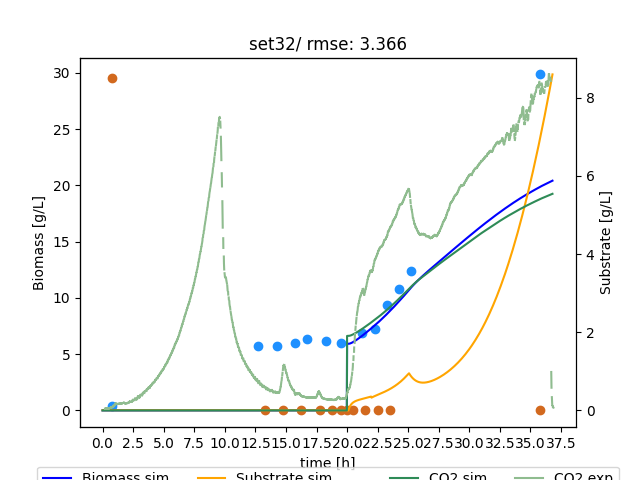 set32/ rmse: 3.366
30
25
20
15
10
5
0
Biomass [g/L]
8
6
4
2
0
Substrate [g/L]
0.0 2.5 5.0 7.5 10.0 12.5 15.0 17.5 20.0 22.5 25.0 27.5 30.0 32.5 35.0 37.5
time [h]
Biomass sim Substrate sim CO2 sim CO2 exp